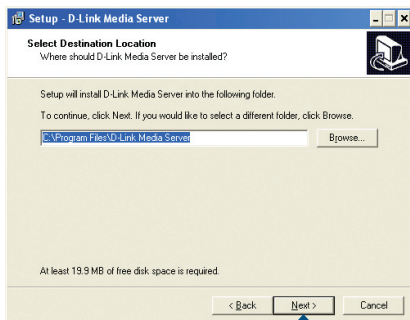 Setup - D-Link Media Server
Select Destination Location
Where should D-Link Media Server be installed?
Setup will install D-Link Media Server into the following folder.
To continue, click Next. If you would like to select a different folder, click Browse.
C:\Program Files\D-Link Media Server
Browse...
At least 19.9 MB of free disk space is required.
< Back
Next >
Cancel